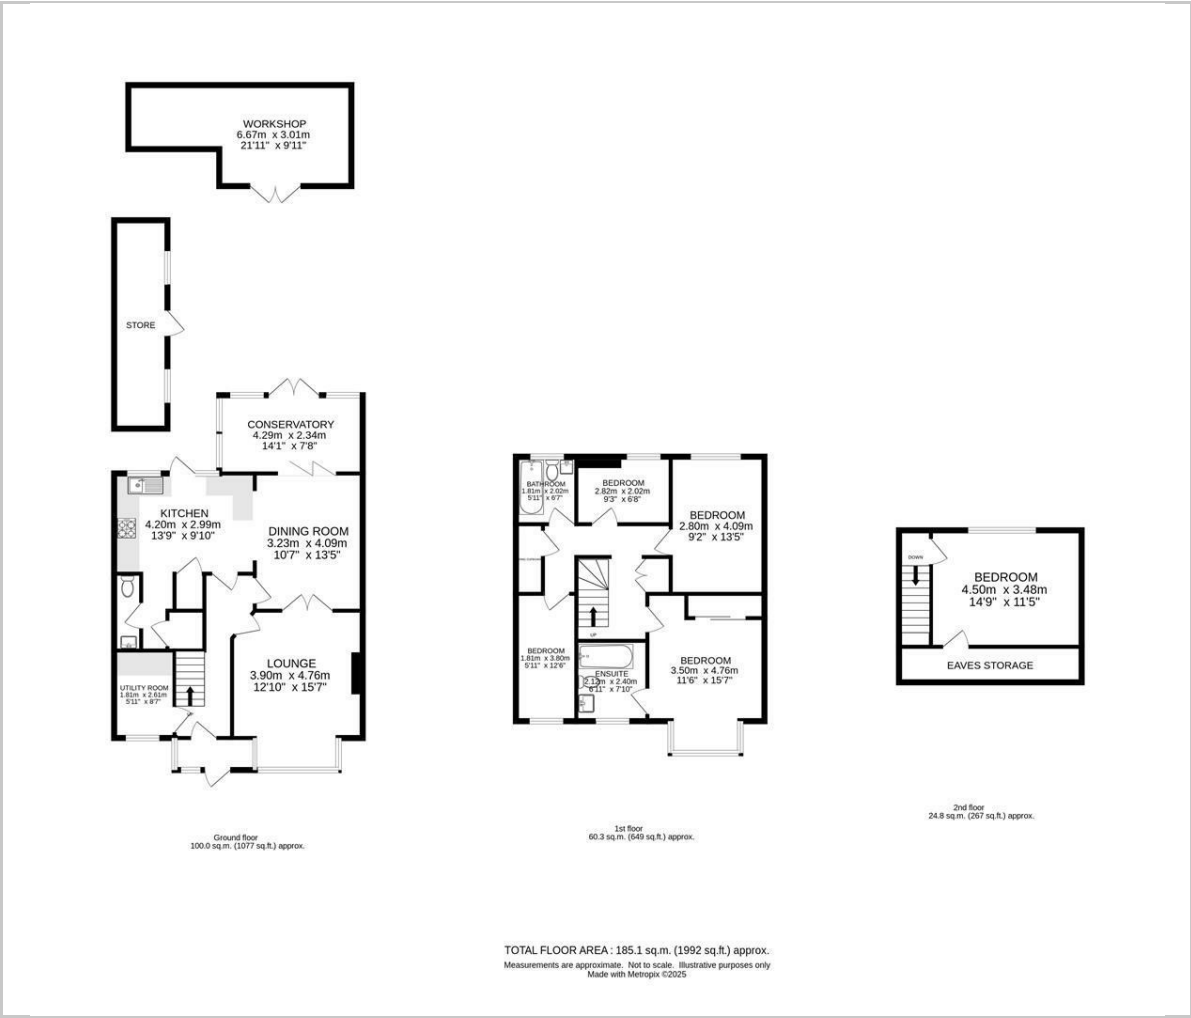 WORKSHOP
6.67m x 3.01m
21'11" x 9'11"
STORE
CONSERVATORY
4.29m x 2.34m
14'1" x 7'8"
KITCHEN
4.20m x 2.99m
13'9" x 9'10"
DINING ROOM
3.23m x 4.09m
10'7" x 13'5"
LOUNGE
3.90m x 4.76m
12'10" x 15'7"
UTILITY ROOM
1.81m x 2.61m
5'11" x 8'7"
Ground floor
100.0 sq.m. (1077 sq.ft.) approx.
BATHROOM
1.81m x 2.02m
5'11" x 6'7"
BEDROOM
2.82m x 2.02m
9'3" x 6'8"
BEDROOM
2.80m x 4.09m
9'2" x 13'5"
UP
BEDROOM
1.81m x 3.80m
5'11" x 12'6"
ENSUITE
2.12m x 2.40m
6'11" x 7'10"
BEDROOM
3.50m x 4.76m
11'6" x 15'7"
1st floor
60.3 sq.m. (649 sq.ft.) approx.
DOWN
BEDROOM
4.50m x 3.48m
14'9" x 11'5"
EAVES STORAGE
2nd floor
24.8 sq.m. (267 sq.ft.) approx.
TOTAL FLOOR AREA : 185.1 sq.m. (1992 sq.ft.) approx.
Measurements are approximate. Not to scale. Illustrative purposes only
Made with Metropix ©2025